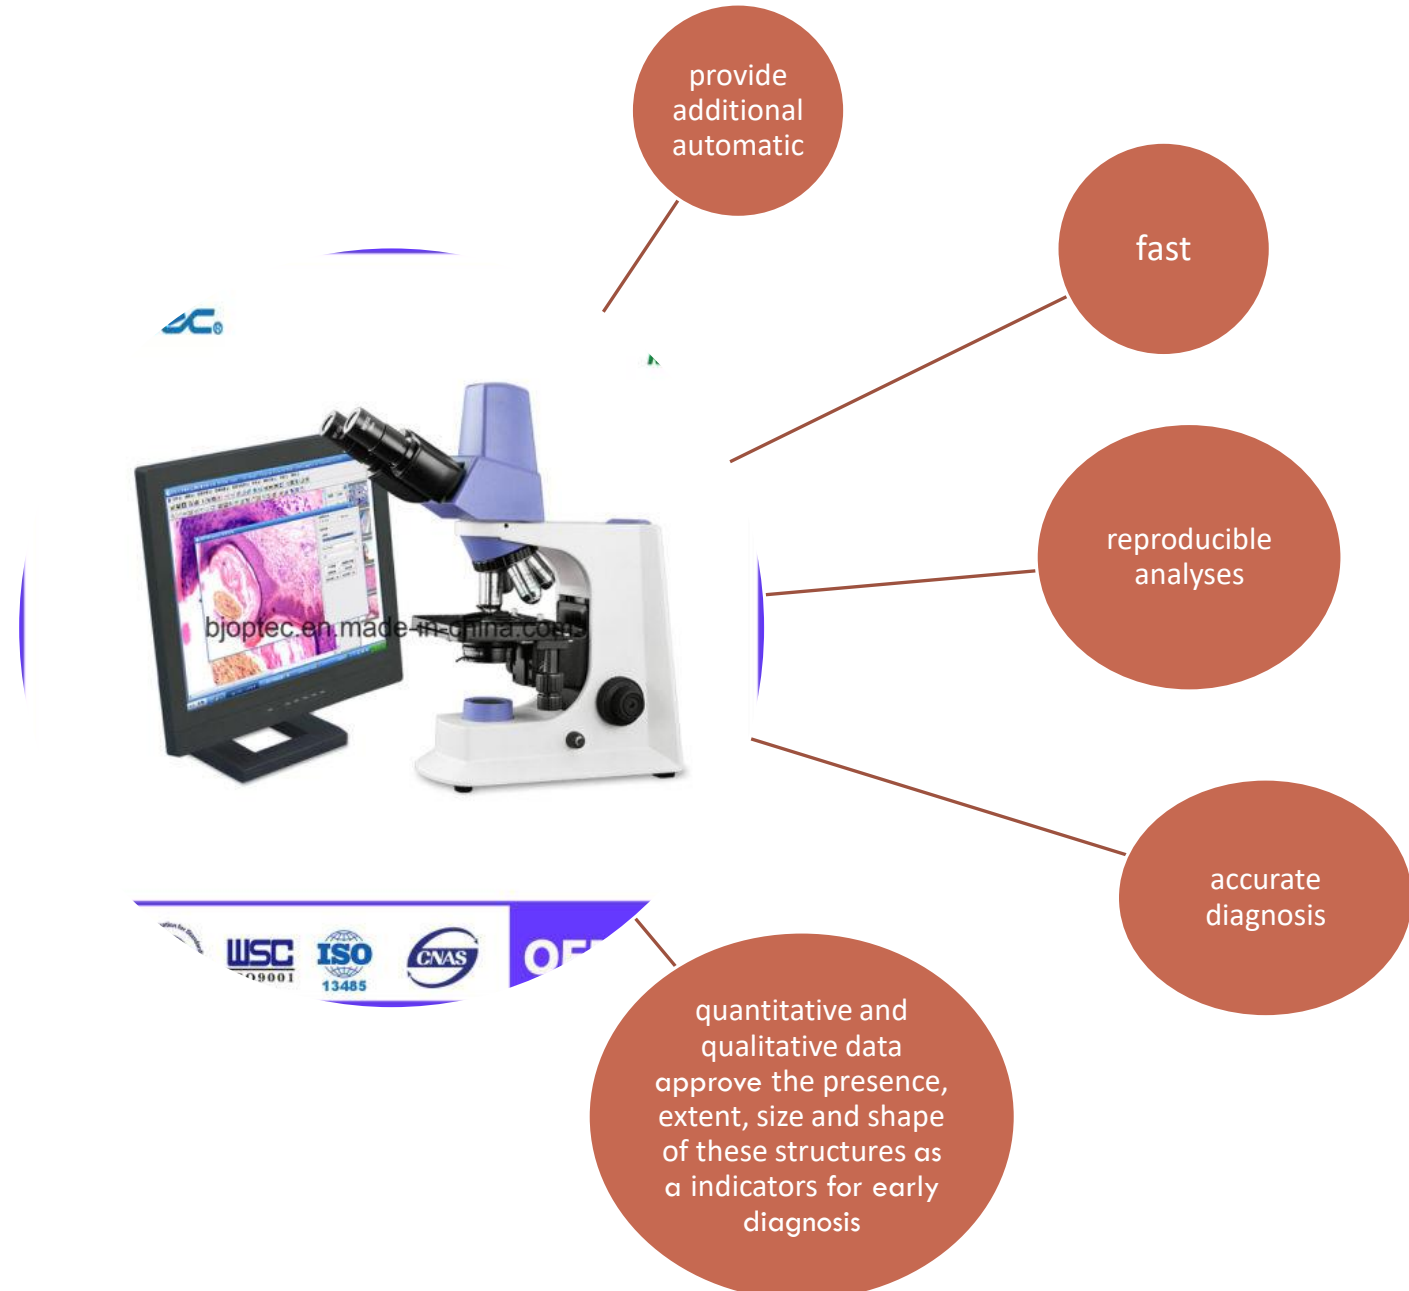 provide
additional
automatic
fast
reproducible
analyses
bjoptec.en.made-in-china.com
accurate
diagnosis
WSC
ISO
CNAS
13485
quantitative and
qualitative data
approve the presence,
extent, size and shape
of these structures as
a indicators for early
diagnosis